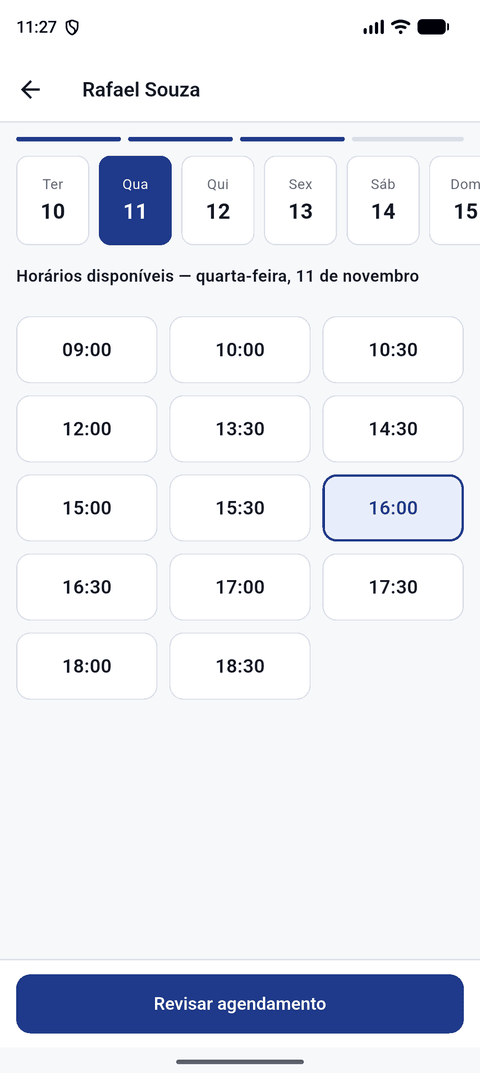 11:27
Rafael Souza
Ter Qua Qui Sex Sáb Dom
10 11 12 13 14 15
Horários disponíveis — quarta-feira, 11 de novembro
09:00 10:00 10:30
12:00 13:30 14:30
15:00 15:30 16:00
16:30 17:00 17:30
18:00 18:30
Revisar agendamento